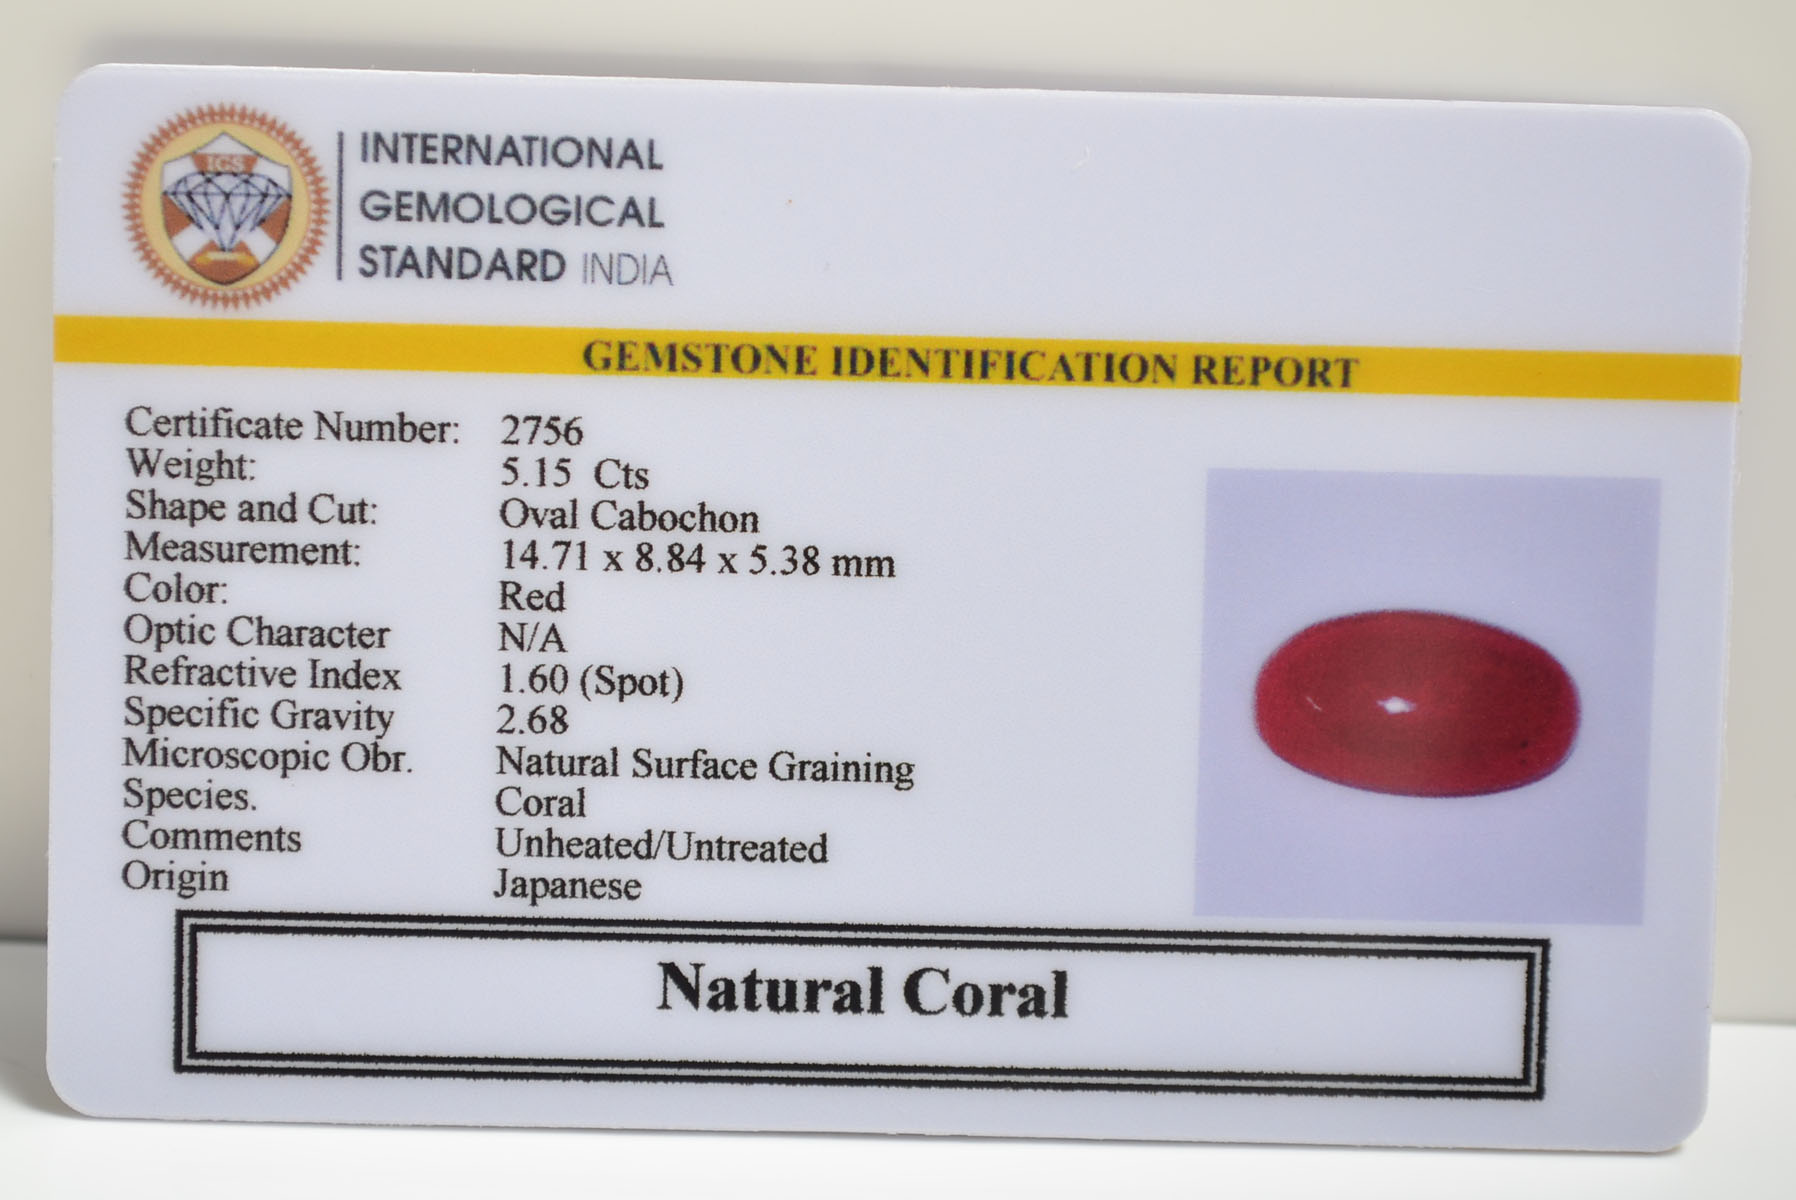 IGS
INTERNATIONAL
GEMOLOGICAL
STANDARD INDIA
GEMSTONE IDENTIFICATION REPORT
Certificate Number: 2756
Weight: 5.15 Cts
Shape and Cut: Oval Cabochon
Measurement: 14.71 x 8.84 x 5.38 mm
Color: Red
Optic Character N/A
Refractive Index 1.60 (Spot)
Specific Gravity 2.68
Microscopic Obr. Natural Surface Graining
Species. Coral
Comments Unheated/Untreated
Origin Japanese
Natural Coral